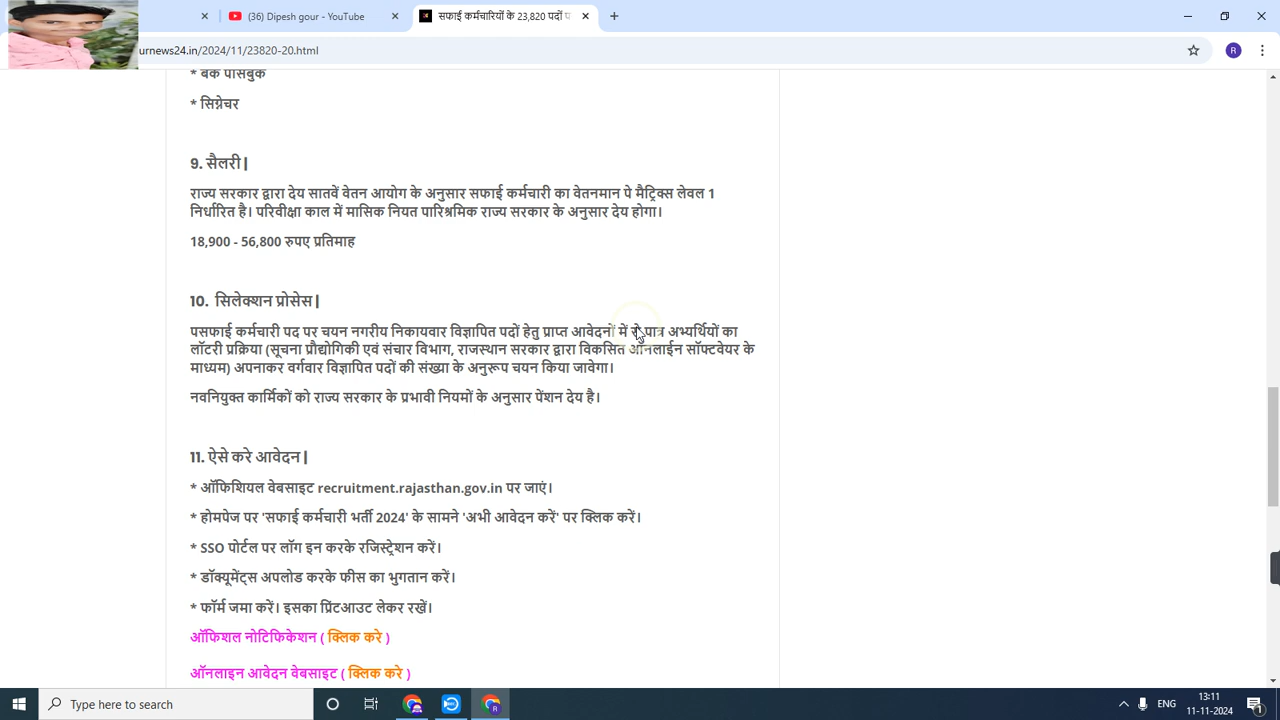 (36) Dipesh gour - YouTube
सफाई कर्मचारियों के 23,820 पदों प
urnews24.in/2024/11/23820-20.html
R
* बैंक पासबुक
* सिग्नेचर
9. सैलरी|
राज्य सरकार द्वारा देय सातवें वेतन आयोग के अनुसार सफाई कर्मचारी का वेतनमान पे मैट्रिक्स लेवल 1
निर्धारित है। परिवीक्षा काल में मासिक नियत पारिश्रमिक राज्य सरकार के अनुसार देय होगा।
18,900 - 56,800 रुपए प्रतिमाह
10. सिलेक्शन प्रोसेस|
पसफाई कर्मचारी पद पर चयन नगरीय निकायवार विज्ञापित पदों हेतु प्राप्त आवेदनों में से पात्र अभ्यर्थियों का
लॉटरी प्रक्रिया (सूचना प्रौद्योगिकी एवं संचार विभाग, राजस्थान सरकार द्वारा विकसित ऑनलाईन सॉफ्टवेयर के
माध्यम) अपनाकर वर्गवार विज्ञापित पदों की संख्या के अनुरूप चयन किया जावेगा।
नवनियुक्त कार्मिकों को राज्य सरकार के प्रभावी नियमों के अनुसार पेंशन देय है।
11. ऐसे करे आवेदन|
* ऑफिशियल वेबसाइट recruitment.rajasthan.gov.in पर जाएं।
* होमपेज पर 'सफाई कर्मचारी भर्ती 2024' के सामने 'अभी आवेदन करें' पर क्लिक करें।
* SSO पोर्टल पर लॉग इन करके रजिस्ट्रेशन करें।
* डॉक्यूमेंट्स अपलोड करके फीस का भुगतान करें।
* फॉर्म जमा करें। इसका प्रिंटआउट लेकर रखें।
ऑफिशल नोटिफिकेशन ( क्लिक करे )
ऑनलाइन आवेदन वेबसाइट ( क्लिक करे )
Type here to search
ENG
13:11
11-11-2024